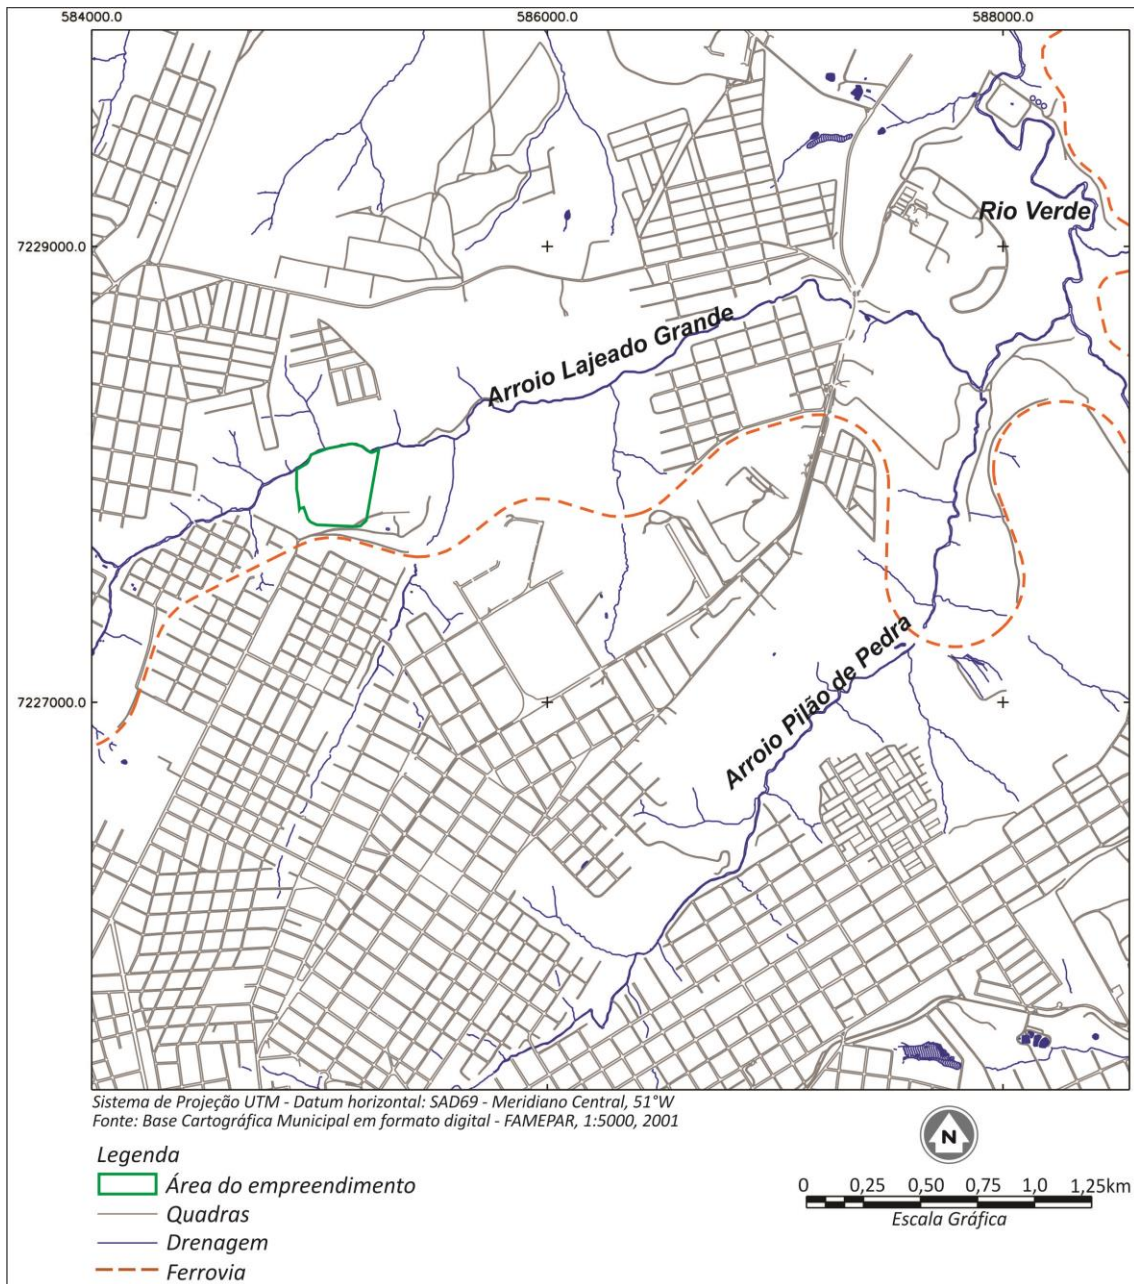 584000.0 586000.0 588000.0
Rio Verde
7229000.0
Arroio Lajeado Grande
Arroio Pilão de Pedra
7227000.0
Sistema de Projeção UTM - Datum horizontal: SAD69 - Meridiano Central, 51°W
Fonte: Base Cartográfica Municipal em formato digital - FAMEPAR, 1:5000, 2001
Legenda
Área do empreendimento
Quadras
Drenagem
Ferrovia
N
0 0,25 0,50 0,75 1,0 1,25km
Escala Gráfica